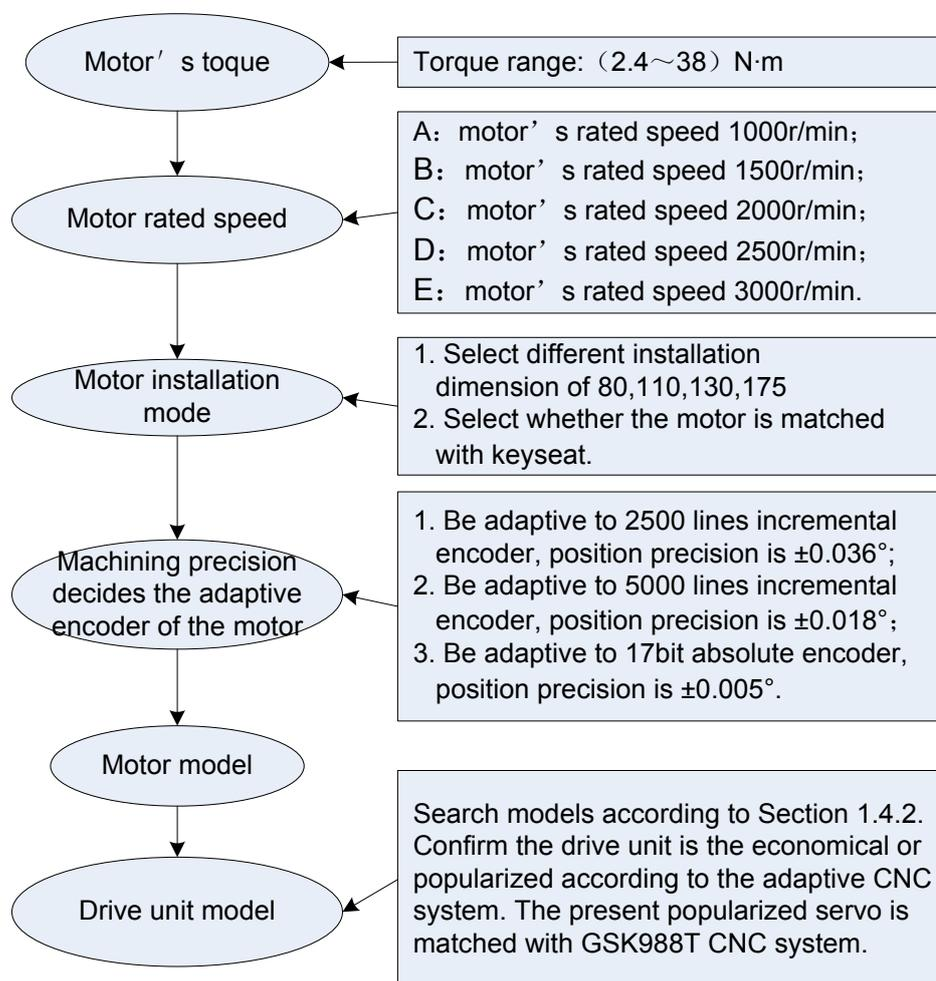 Motor’s toque
Torque range:（2.4～38）N·m
Motor rated speed
A：motor’s rated speed 1000r/min；
B：motor’s rated speed 1500r/min；
C：motor’s rated speed 2000r/min；
D：motor’s rated speed 2500r/min；
E：motor’s rated speed 3000r/min.
Motor installation
mode
1. Select different installation
dimension of 80,110,130,175
2. Select whether the motor is matched
with keyseat.
Machining precision
decides the adaptive
encoder of the motor
1. Be adaptive to 2500 lines incremental
encoder, position precision is ±0.036°;
2. Be adaptive to 5000 lines incremental
encoder, position precision is ±0.018°；
3. Be adaptive to 17bit absolute encoder,
position precision is ±0.005°.
Motor model
Drive unit model
Search models according to Section 1.4.2.
Confirm the drive unit is the economical or
popularized according to the adaptive CNC
system. The present popularized servo is
matched with GSK988T CNC system.